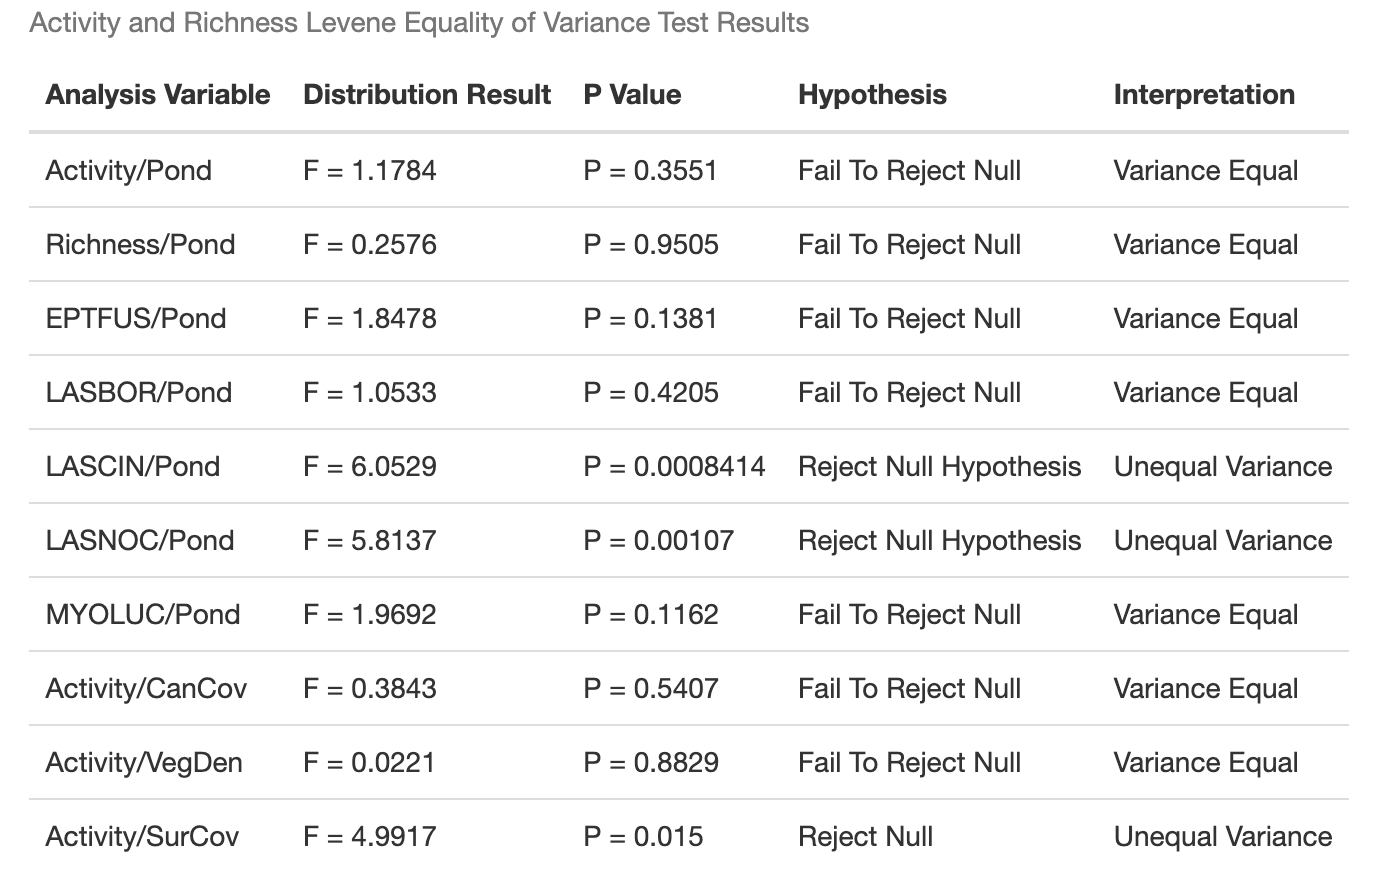 Activity and Richness Levene Equality of Variance Test Results
Analysis Variable Distribution Result P Value Hypothesis Interpretation
Activity/Pond F = 1.1784 P = 0.3551 Fail To Reject Null Variance Equal
Richness/Pond F = 0.2576 P = 0.9505 Fail To Reject Null Variance Equal
EPTFUS/Pond F = 1.8478 P = 0.1381 Fail To Reject Null Variance Equal
LASBOR/Pond F = 1.0533 P = 0.4205 Fail To Reject Null Variance Equal
LASCIN/Pond F = 6.0529 P = 0.0008414 Reject Null Hypothesis Unequal Variance
LASNOC/Pond F = 5.8137 P = 0.00107 Reject Null Hypothesis Unequal Variance
MYOLUC/Pond F = 1.9692 P = 0.1162 Fail To Reject Null Variance Equal
Activity/CanCov F = 0.3843 P = 0.5407 Fail To Reject Null Variance Equal
Activity/VegDen F = 0.0221 P = 0.8829 Fail To Reject Null Variance Equal
Activity/SurCov F = 4.9917 P = 0.015 Reject Null Unequal Variance